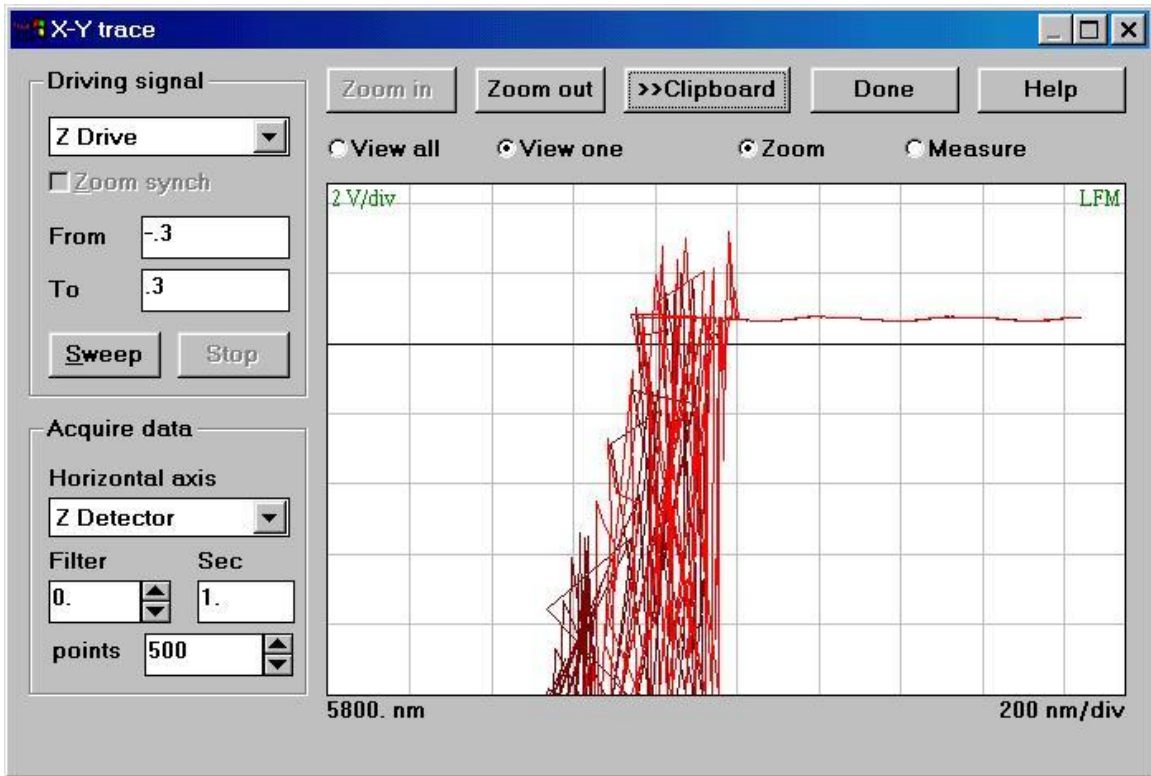 X-Y trace
Driving signal
Z Drive
Zoom synch
From -.3
To .3
Sweep Stop
Acquire data
Horizontal axis
Z Detector
Filter Sec
0. 1.
points 500
Zoom in Zoom out >>Clipboard Done Help
View all View one Zoom Measure
2 V/div LFM
5800. nm 200 nm/div